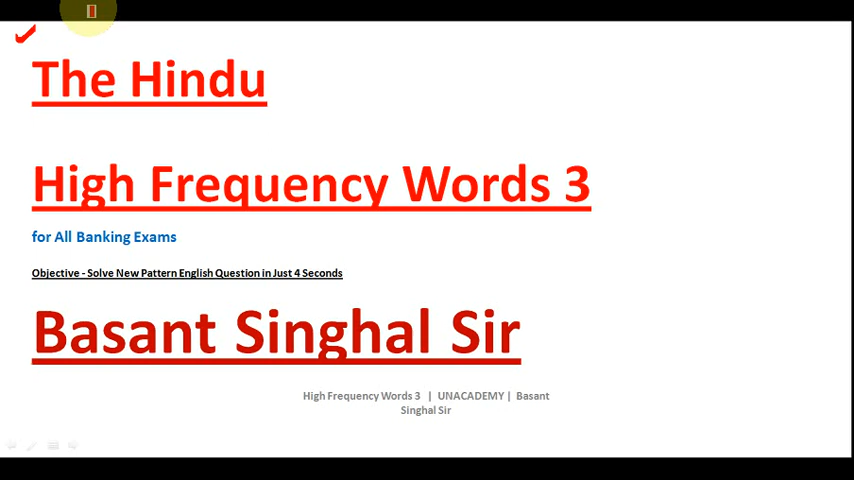 The Hindu
High Frequency Words 3
for All Banking Exams
Objective - Solve New Pattern English Question in Just 4 Seconds
Basant Singhal Sir
High Frequency Words 3 | UNACADEMY | Basant
Singhal Sir